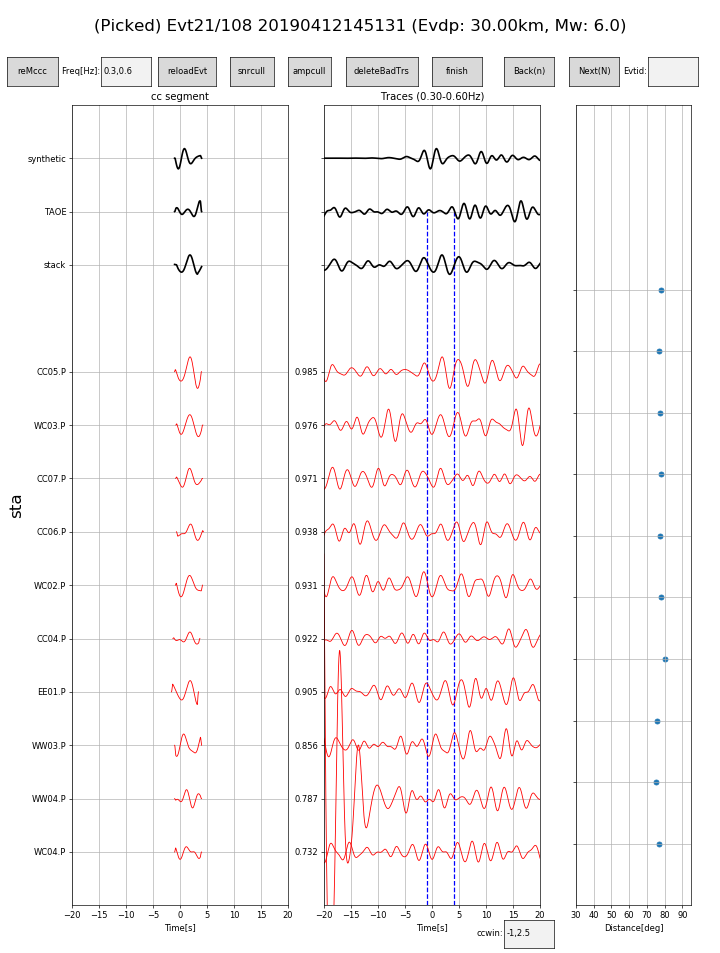 (Picked) Evt21/108 20190412145131 (Evdp: 30.00km, Mw: 6.0)
reMccc Freq[Hz]: 0.3,0.6 reloadEvt snrcull ampcull deleteBadTrs finish Back(n) Next(N) Evtid:
cc segment Traces (0.30-0.60Hz)
synthetic
TAOE
stack
CC05.P 0.985
WC03.P 0.976
CC07.P 0.971
sta
CC06.P 0.938
WC02.P 0.931
CC04.P 0.922
EE01.P 0.905
WW03.P 0.856
WW04.P 0.787
WC04.P 0.732
−20 −15 −10 −5 0 5 10 15 20 −20 −15 −10 −5 0 5 10 15 20 30 40 50 60 70 80 90
Time[s] Time[s] Distance[deg]
ccwin: -1,2.5